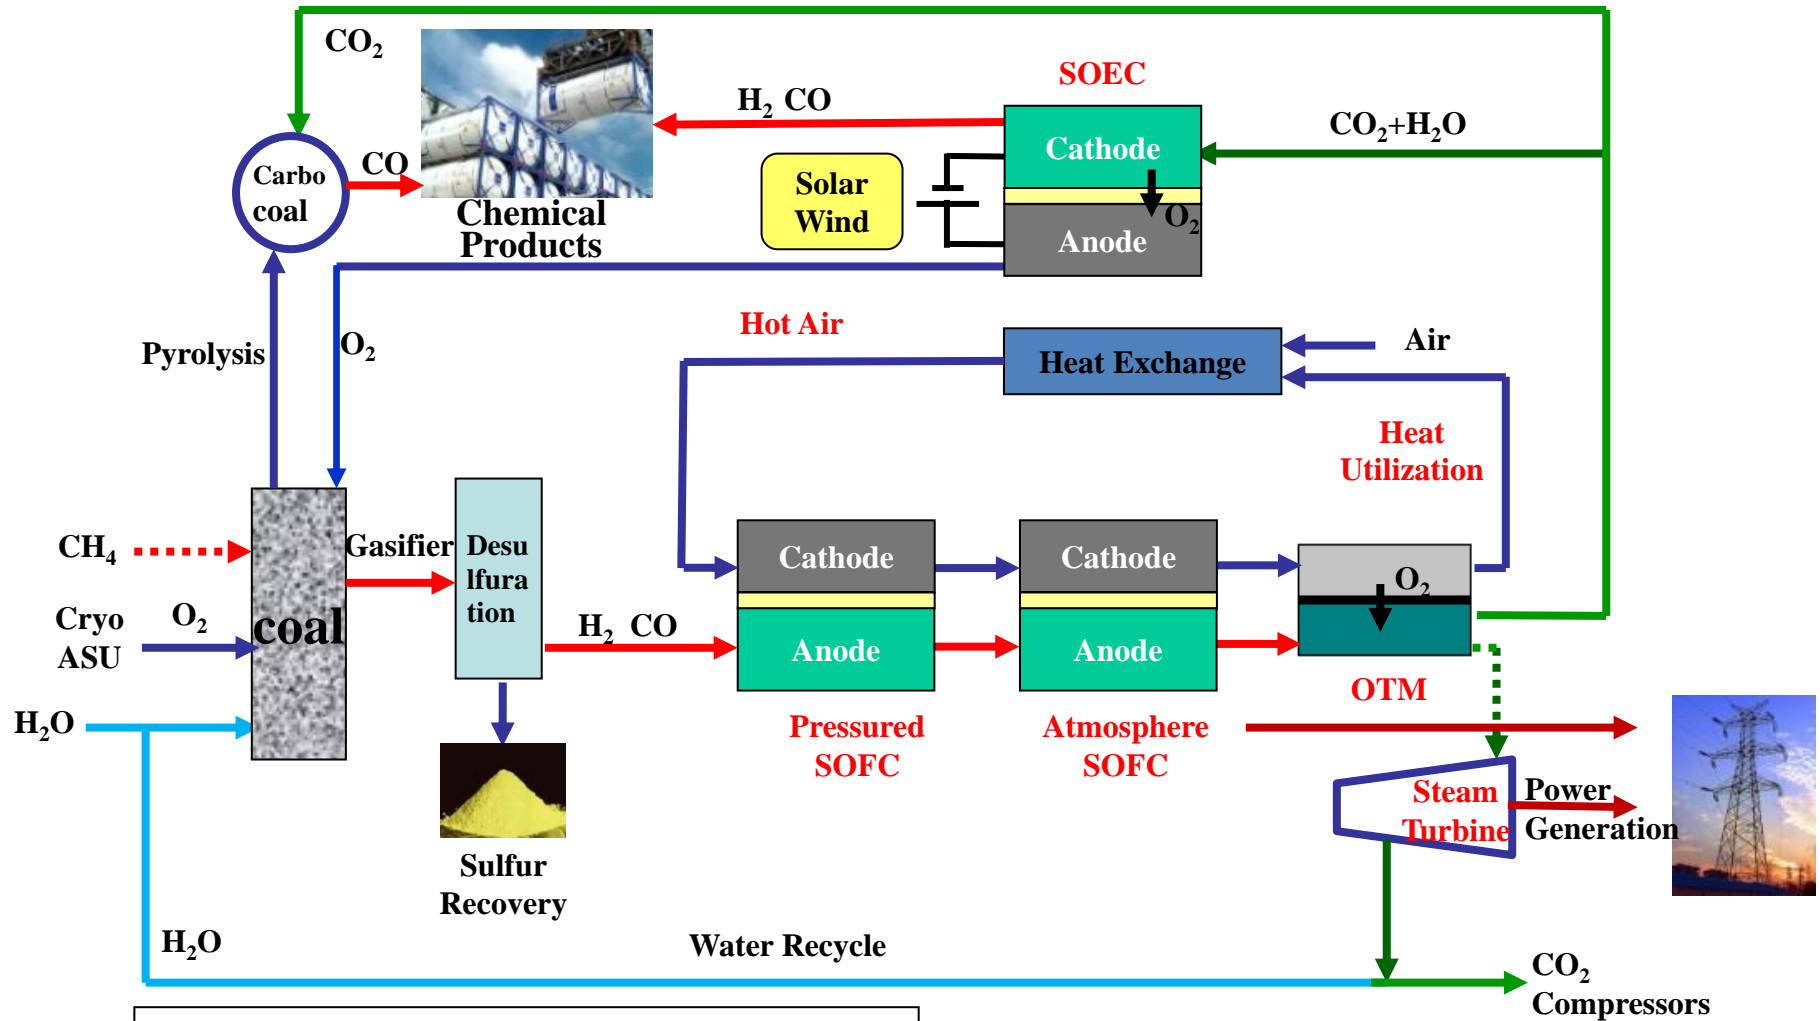 CO₂
SOEC
H₂ CO
CO₂+H₂O
Cathode
Carbo
coal
CO
Solar
Wind
O₂
Anode
Chemical
Products
Hot Air
Air
Heat Exchange
Pyrolysis
O₂
Heat
Utilization
CH₄
Gasifier
Desu
lfura
tion
Cathode
Cathode
O₂
Cryo
ASU
O₂
coal
H₂ CO
Anode
Anode
OTM
H₂O
Pressured
SOFC
Atmosphere
SOFC
Steam
Turbine
Power
Generation
Sulfur
Recovery
H₂O
Water Recycle
CO₂
Compressors